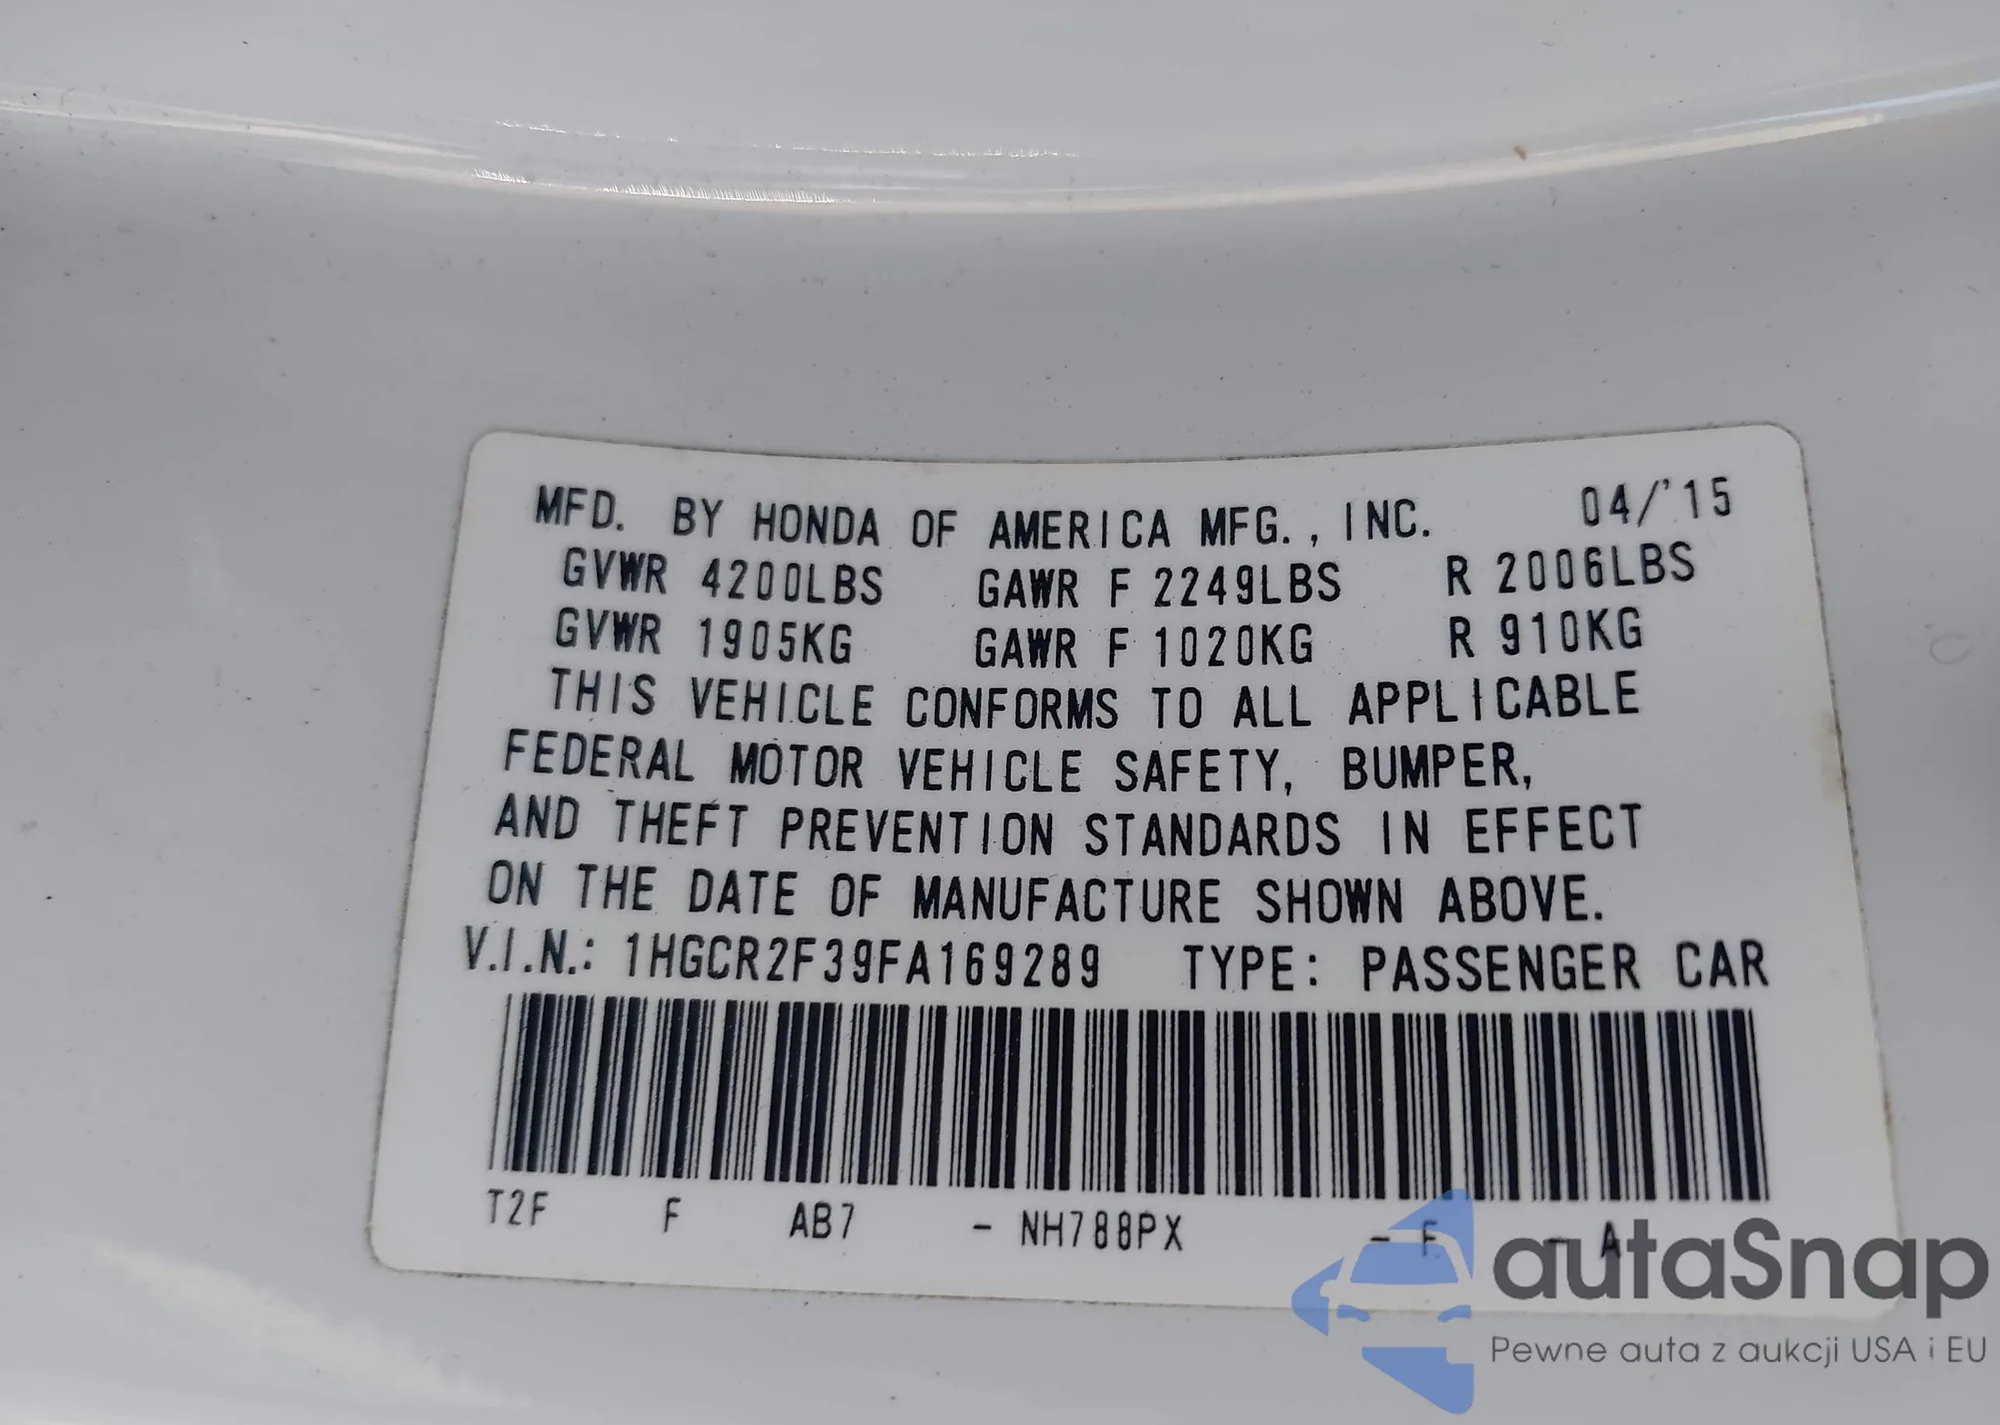 MFD. BY HONDA OF AMERICA MFG., INC. 04/'15
GVWR 4200LBS GAWR F 2249LBS R 2006LBS
GVWR 1905KG GAWR F 1020KG R 910KG
THIS VEHICLE CONFORMS TO ALL APPLICABLE
FEDERAL MOTOR VEHICLE SAFETY, BUMPER,
AND THEFT PREVENTION STANDARDS IN EFFECT
ON THE DATE OF MANUFACTURE SHOWN ABOVE.
V.I.N.: 1HGCR2F39FA169289 TYPE: PASSENGER CAR
T2F F AB7 - NH788PX - F - A
autaSnap
Pewne auta z aukcji USA i EU